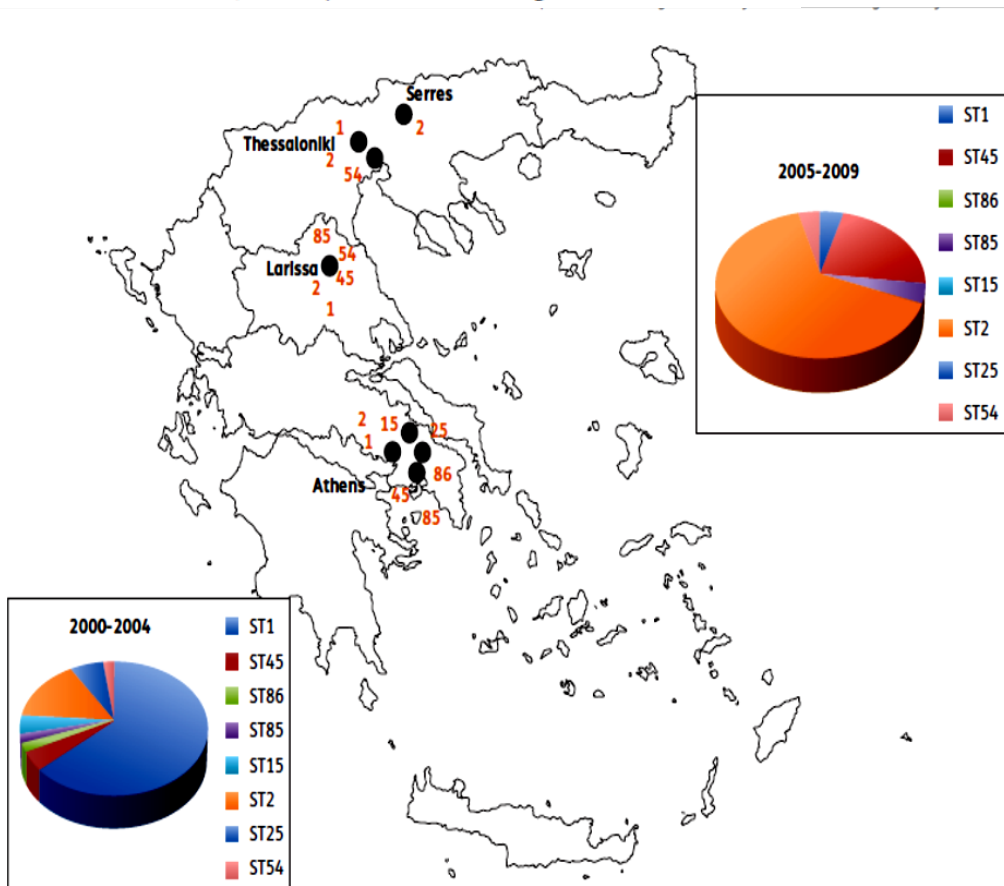 Serres
2
1
Thessaloniki
2
54
85
54
Larissa
45
2
1
2
15
25
1
86
Athens
45
85
2005-2009
ST1
ST45
ST86
ST85
ST15
ST2
ST25
ST54
2000-2004
ST1
ST45
ST86
ST85
ST15
ST2
ST25
ST54